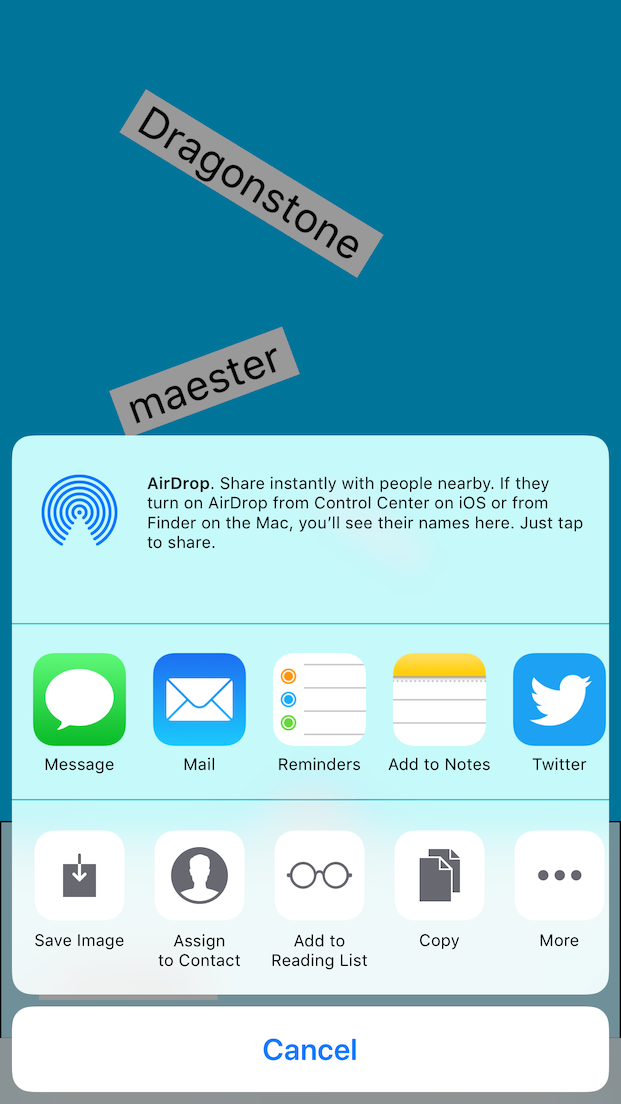 Dragonstone
maester
AirDrop. Share instantly with people nearby. If they
turn on AirDrop from Control Center on iOS or from
Finder on the Mac, you’ll see their names here. Just tap
to share.
Message
Mail
Reminders
Add to Notes
Twitter
Save Image
Assign
to Contact
Add to
Reading List
Copy
More
Cancel